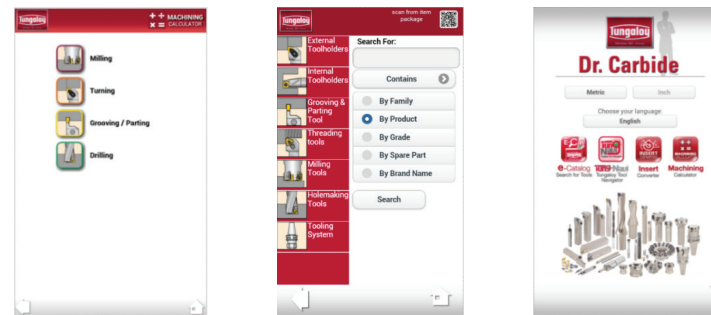 Tungaloy
MACHINING
CALCULATOR
Milling
Turning
Grooving / Parting
Drilling
Tungaloy
scan from item
package
External
Toolholders
Internal
Toolholders
Grooving &
Parting
Tool
Threading
tools
Milling
Tools
Holemaking
Tools
Tooling
System
Search For:
Contains
By Family
By Product
By Grade
By Spare Part
By Brand Name
Search
Tungaloy
Dr. Carbide
Metric
Inch
Choose your language:
English
e-Catalog
Search for Tools
Tung-Navi
Tungaloy Tool
Navigator
Insert
Converter
Machining
Calculator